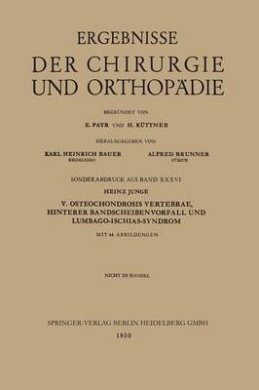 ERGEBNISSE
DER CHIRURGIE
UND ORTHOPÄDIE
BEGRÜNDET VON
E. PAYR UND H. KÜTTNER
HERAUSGEGEBEN VON
KARL HEINRICH BAUER ALFRED BRUNNER
HEIDELBERG ZÜRICH
SONDERABDRUCK AUS BAND XXXVI
HEINZ JUNGE
V. OSTEOCHONDROSIS VERTEBRAE,
HINTERER BANDSCHEIBENVORFALL UND
LUMBAGO-ISCHIAS-SYNDROM
MIT 44 ABBILDUNGEN
NICHT IM HANDEL
SPRINGER-VERLAG BERLIN HEIDELBERG GMBH
1950